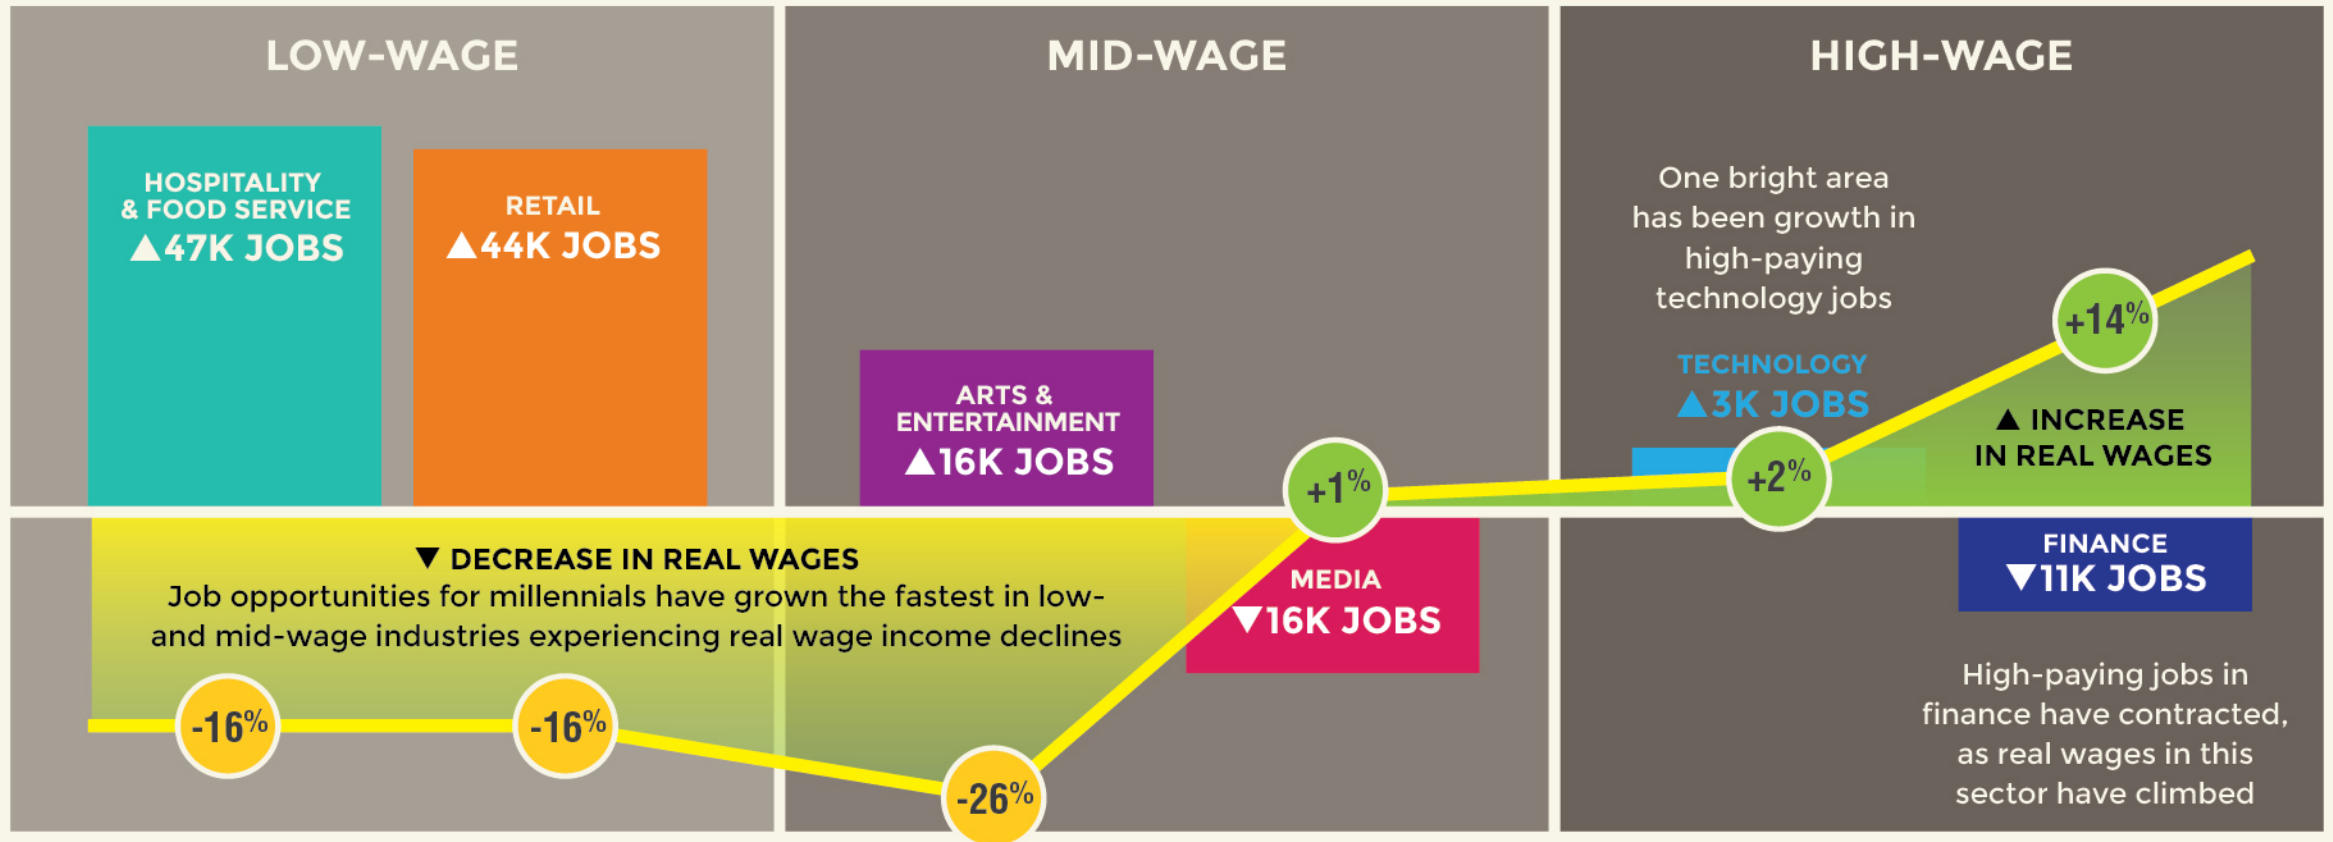 LOW-WAGE
HOSPITALITY
& FOOD SERVICE
▲47K JOBS
RETAIL
▲44K JOBS
MID-WAGE
ARTS &
ENTERTAINMENT
▲16K JOBS
+1%
HIGH-WAGE
One bright area
has been growth in
high-paying
technology jobs
TECHNOLOGY
▲3K JOBS
+2%
+14%
▲ INCREASE
IN REAL WAGES
▼ DECREASE IN REAL WAGES
Job opportunities for millennials have grown the fastest in low-
and mid-wage industries experiencing real wage income declines
-16%
-16%
-26%
MEDIA
▼16K JOBS
FINANCE
▼11K JOBS
High-paying jobs in
finance have contracted,
as real wages in this
sector have climbed